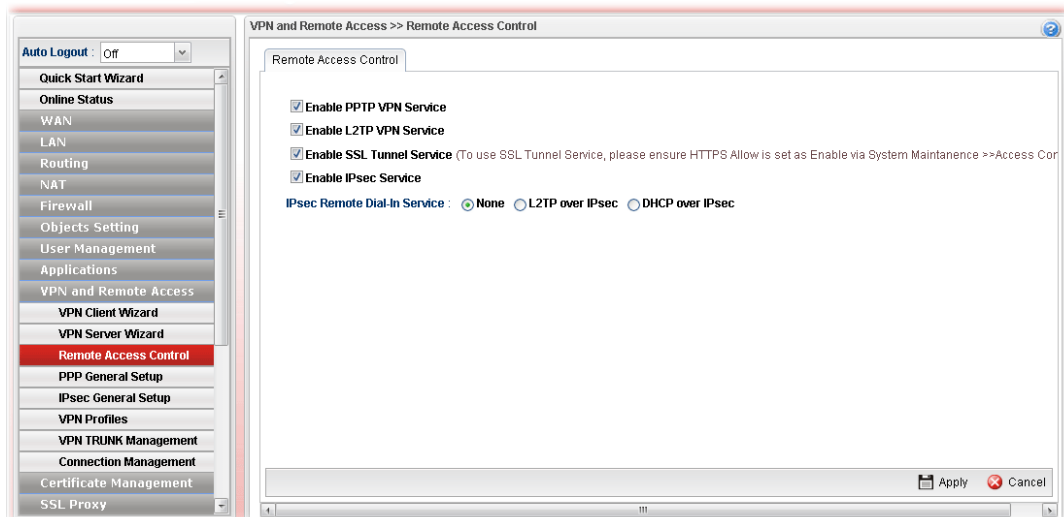 VPN and Remote Access >> Remote Access Control
Auto Logout : Off
Quick Start Wizard
Online Status
WAN
LAN
Routing
NAT
Firewall
Objects Setting
User Management
Applications
VPN and Remote Access
VPN Client Wizard
VPN Server Wizard
Remote Access Control
PPP General Setup
IPsec General Setup
VPN Profiles
VPN TRUNK Management
Connection Management
Certificate Management
SSL Proxy
Remote Access Control
Enable PPTP VPN Service
Enable L2TP VPN Service
Enable SSL Tunnel Service (To use SSL Tunnel Service, please ensure HTTPS Allow is set as Enable via System Maintanence >>Access Cor
Enable IPsec Service
IPsec Remote Dial-In Service : None L2TP over IPsec DHCP over IPsec
Apply Cancel